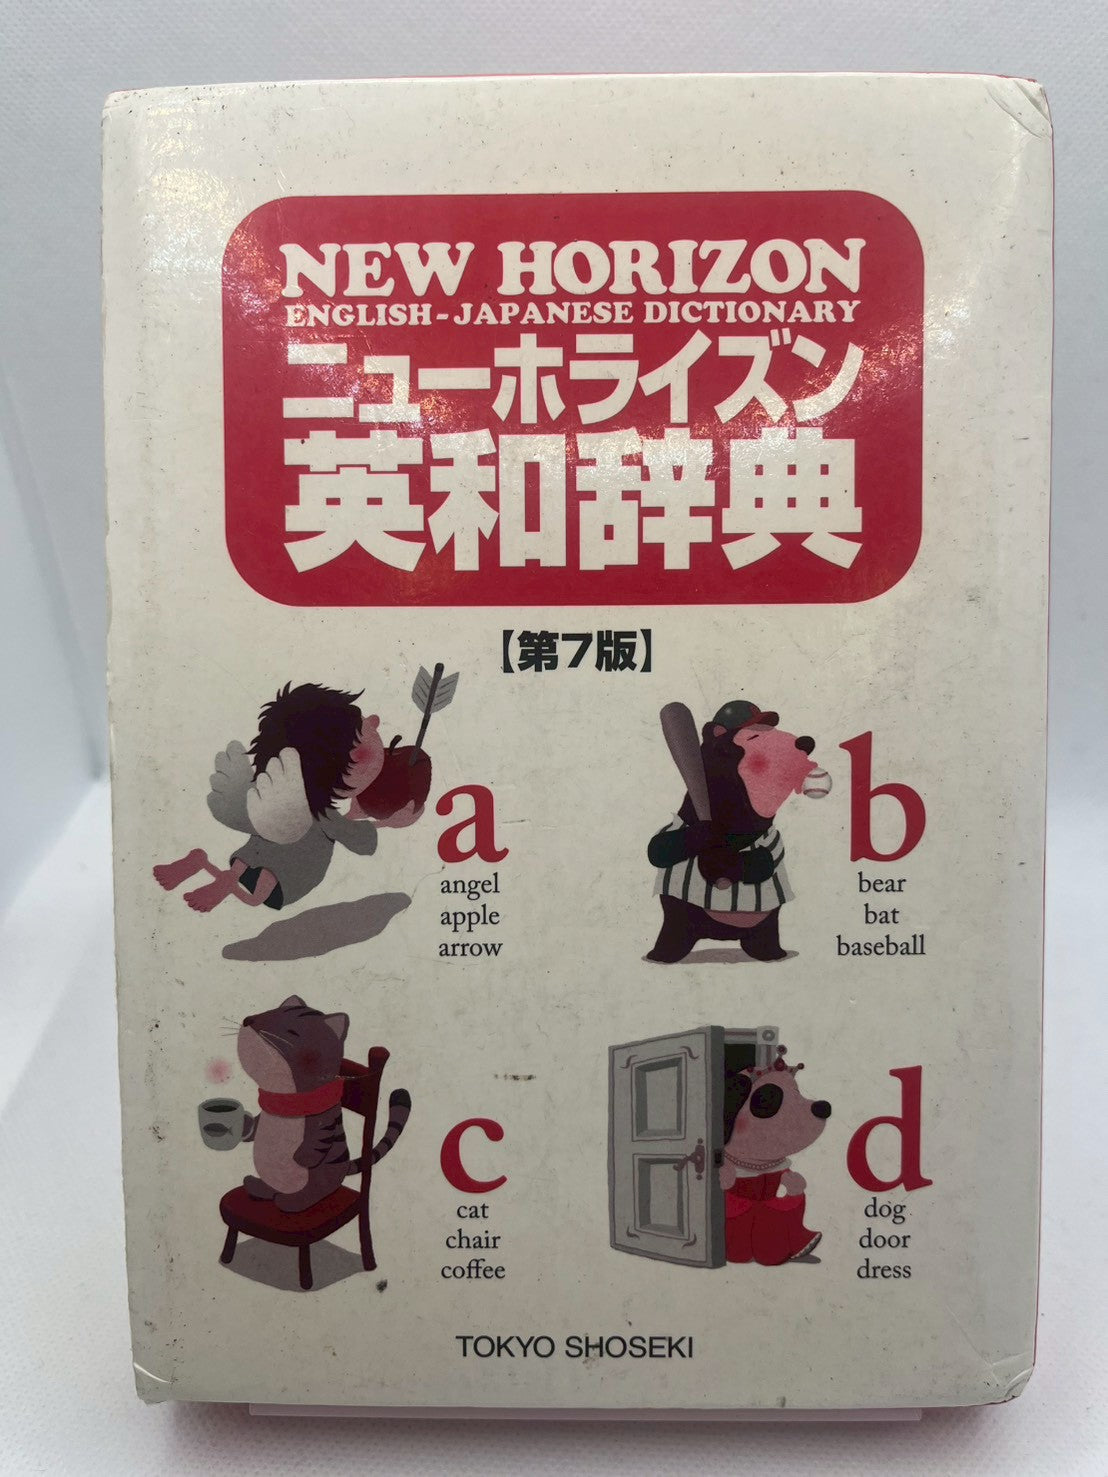 NEW HORIZON
ENGLISH-JAPANESE DICTIONARY
ニューホライズン
英和辞典
【第7版】
a
angel
apple
arrow
b
bear
bat
baseball
c
cat
chair
coffee
d
dog
door
dress
TOKYO SHOSEKI